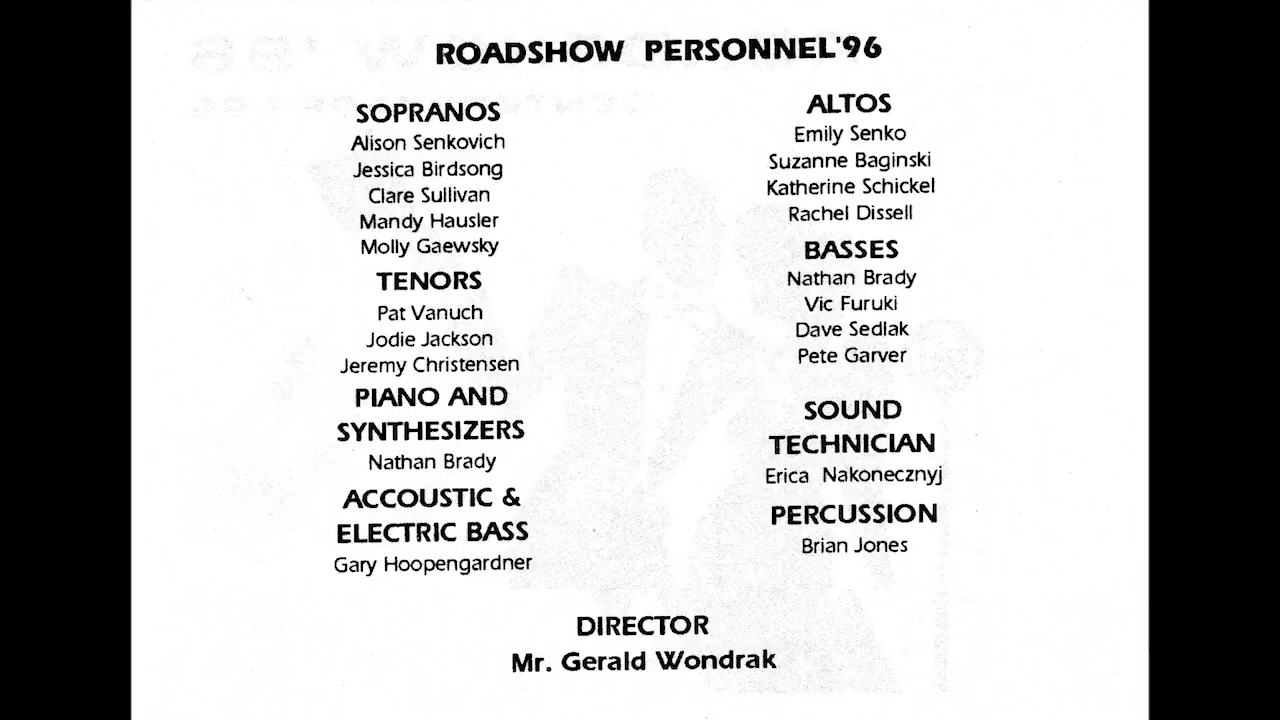 ROADSHOW PERSONNEL'96
SOPRANOS
Alison Senkovich
Jessica Birdsong
Clare Sullivan
Mandy Hausler
Molly Gaewsky
TENORS
Pat Vanuch
Jodie Jackson
Jeremy Christensen
PIANO AND
SYNTHESIZERS
Nathan Brady
ACCOUSTIC &
ELECTRIC BASS
Gary Hoopengardner
ALTOS
Emily Senko
Suzanne Baginski
Katherine Schickel
Rachel Dissell
BASSES
Nathan Brady
Vic Furuki
Dave Sedlak
Pete Garver
SOUND
TECHNICIAN
Erica Nakonecznyj
PERCUSSION
Brian Jones
DIRECTOR
Mr. Gerald Wondrak